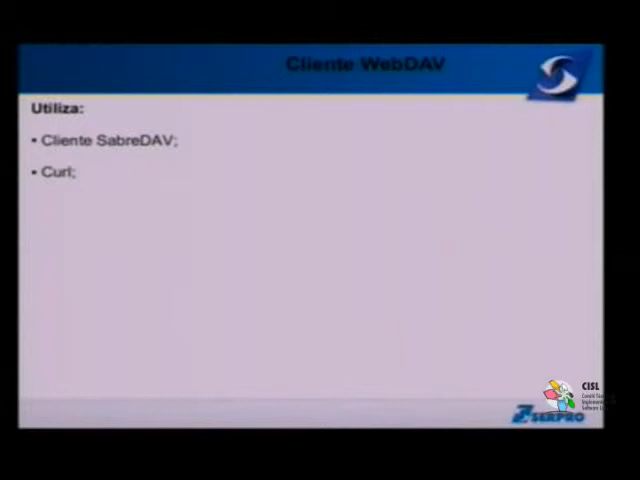 Cliente WebDAV
Utiliza:
• Cliente SabreDAV;
• Curl;
CISL
SERPRO